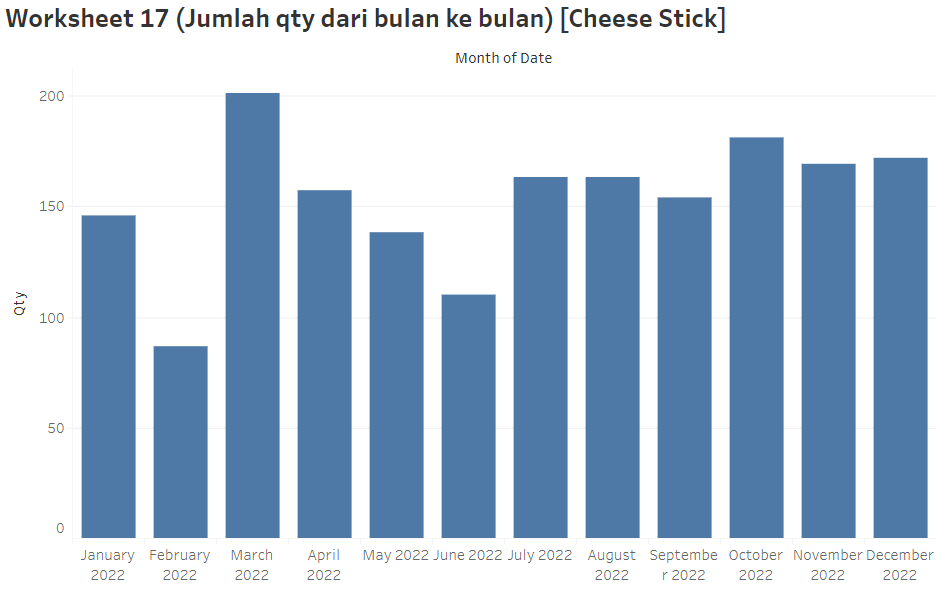 Worksheet 17 (Jumlah qty dari bulan ke bulan) [Cheese Stick]
Month of Date
200
150
100
50
0
Qty
January 2022
February 2022
March 2022
April 2022
May 2022
June 2022
July 2022
August 2022
Septembe
r 2022
October 2022
November 2022
December 2022